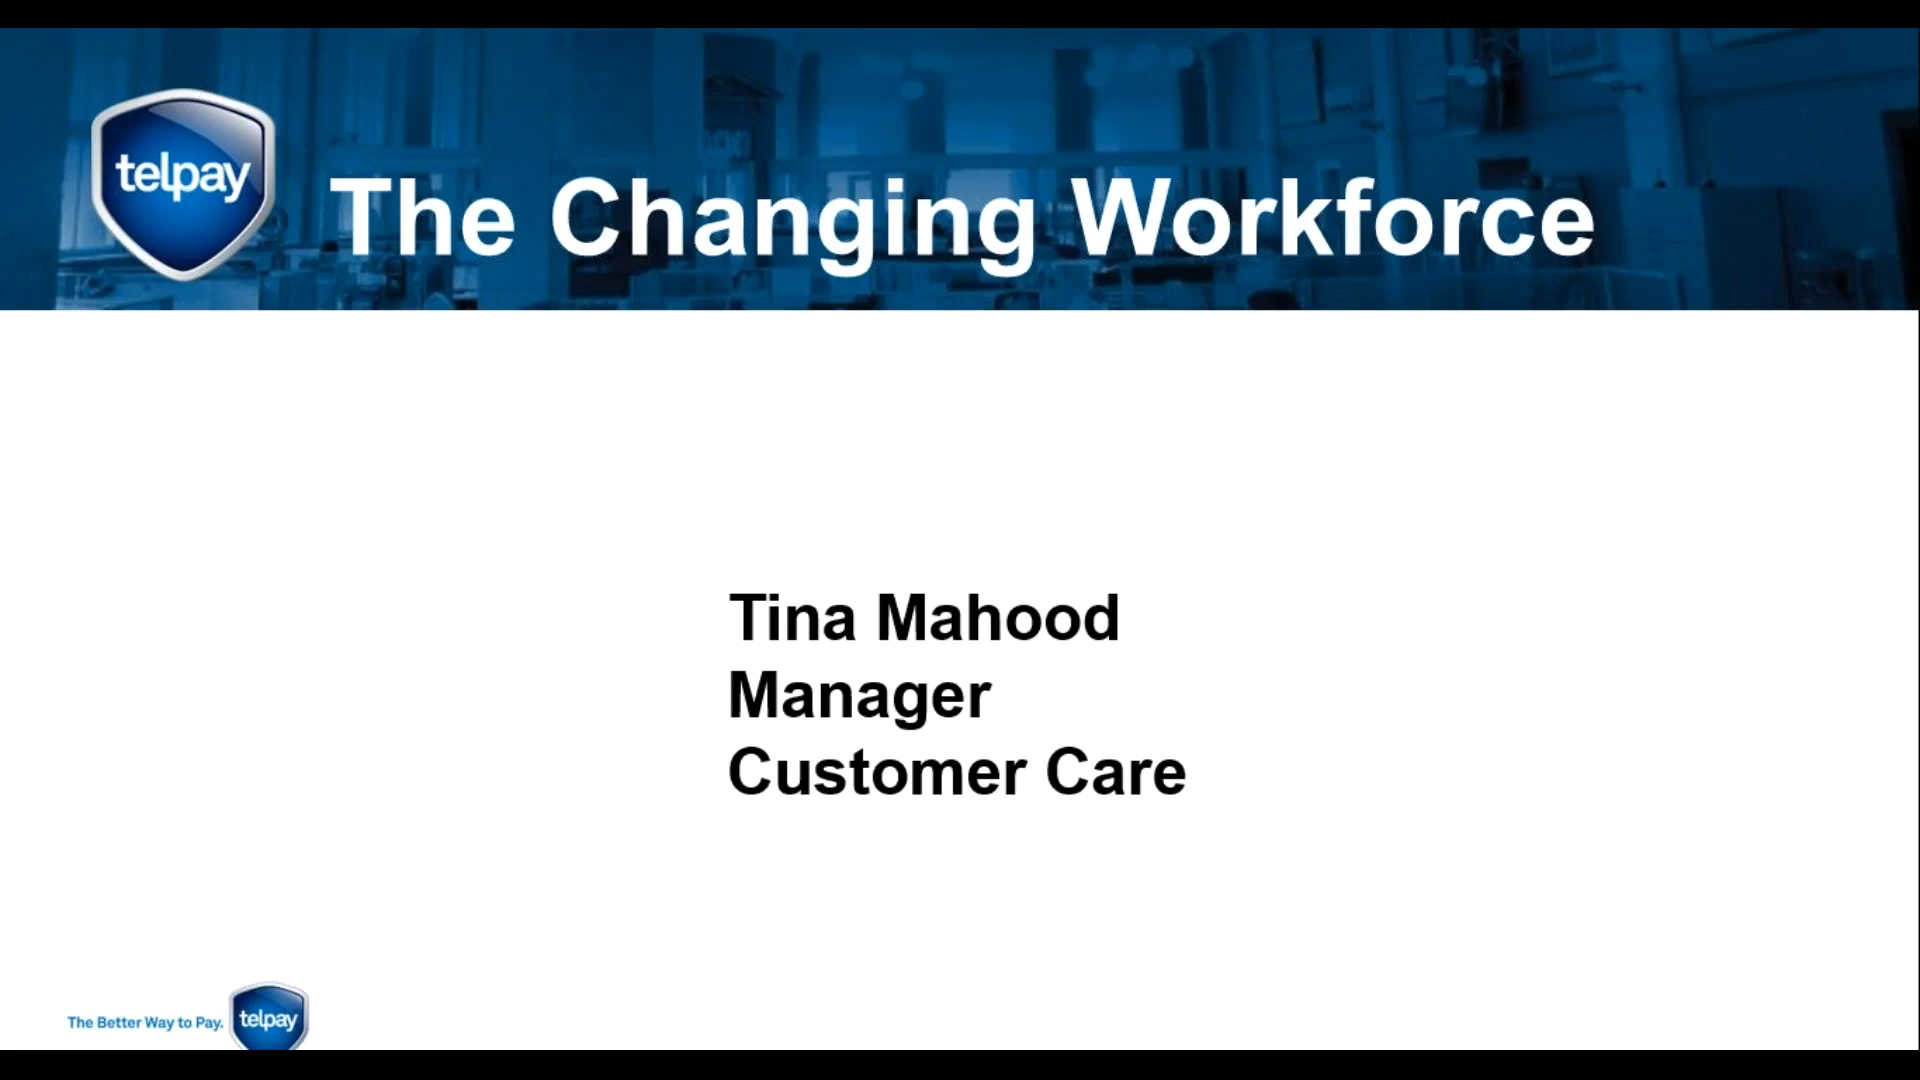 telpay
The Changing Workforce
Tina Mahood
Manager
Customer Care
The Better Way to Pay.
telpay